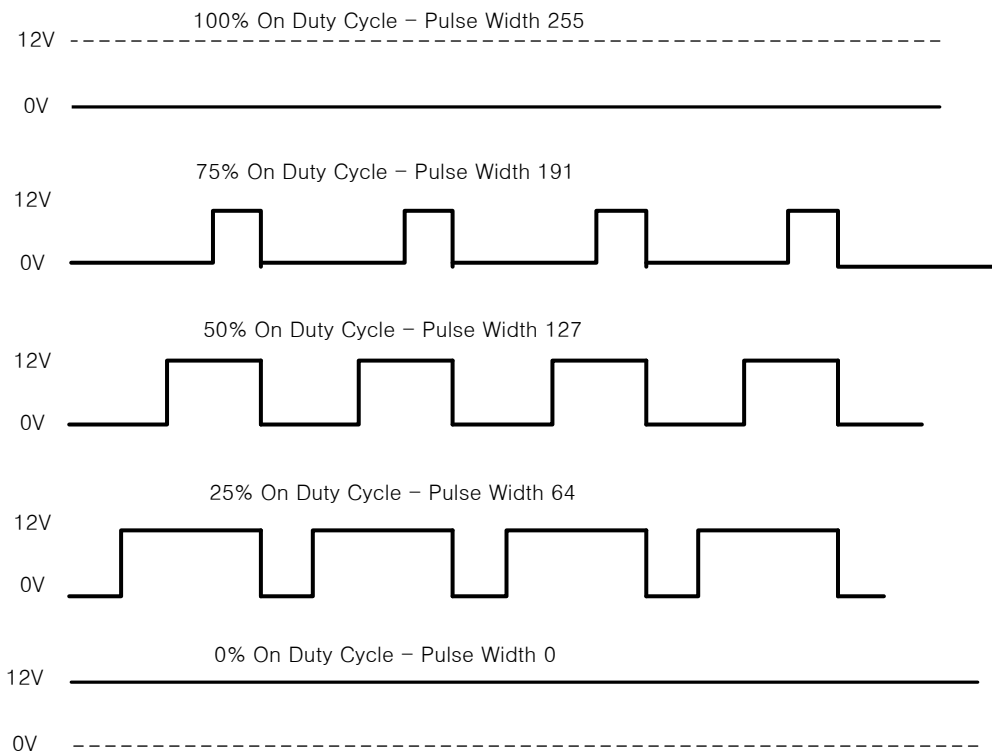 100% On Duty Cycle – Pulse Width 255
12V
0V
75% On Duty Cycle – Pulse Width 191
12V
0V
50% On Duty Cycle – Pulse Width 127
12V
0V
25% On Duty Cycle – Pulse Width 64
12V
0V
0% On Duty Cycle – Pulse Width 0
12V
0V